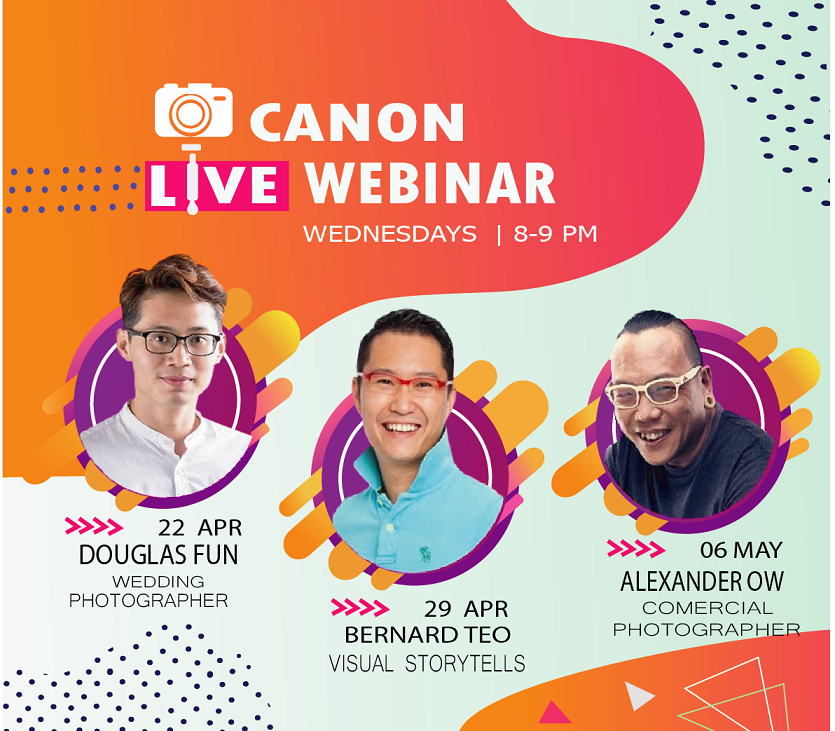 CANON
LIVE WEBINAR
WEDNESDAYS | 8-9 PM
>>>> 22 APR
DOUGLAS FUN
WEDDING
PHOTOGRAPHER
>>>> 29 APR
BERNARD TEO
VISUAL STORYTELLS
>>>> 06 MAY
ALEXANDER OW
COMERCIAL
PHOTOGRAPHER